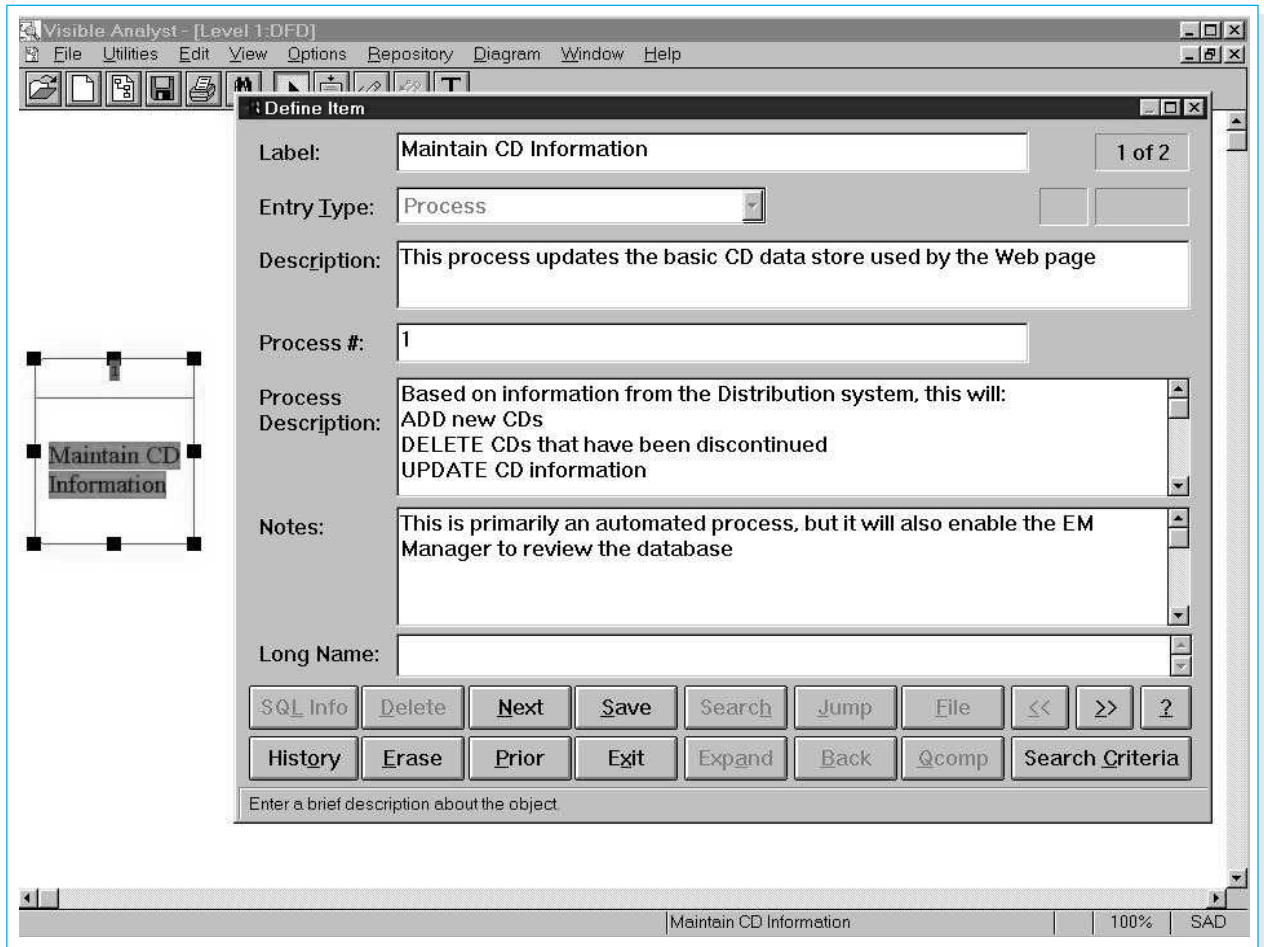 Visible Analyst - [Level 1:DFD]
File Utilities Edit View Options Repository Diagram Window Help
T
Define Item
Label: Maintain CD Information 1 of 2
Entry Type: Process
Description: This process updates the basic CD data store used by the Web page
Process #: 1
1
Process Description: Based on information from the Distribution system, this will:
ADD new CDs
DELETE CDs that have been discontinued
UPDATE CD information
Maintain CD
Information
Notes: This is primarily an automated process, but it will also enable the EM
Manager to review the database
Long Name:
SQL Info Delete Next Save Search Jump File << >> ?
History Erase Prior Exit Expand Back Qcomp Search Criteria
Enter a brief description about the object.
Maintain CD Information 100% SAD